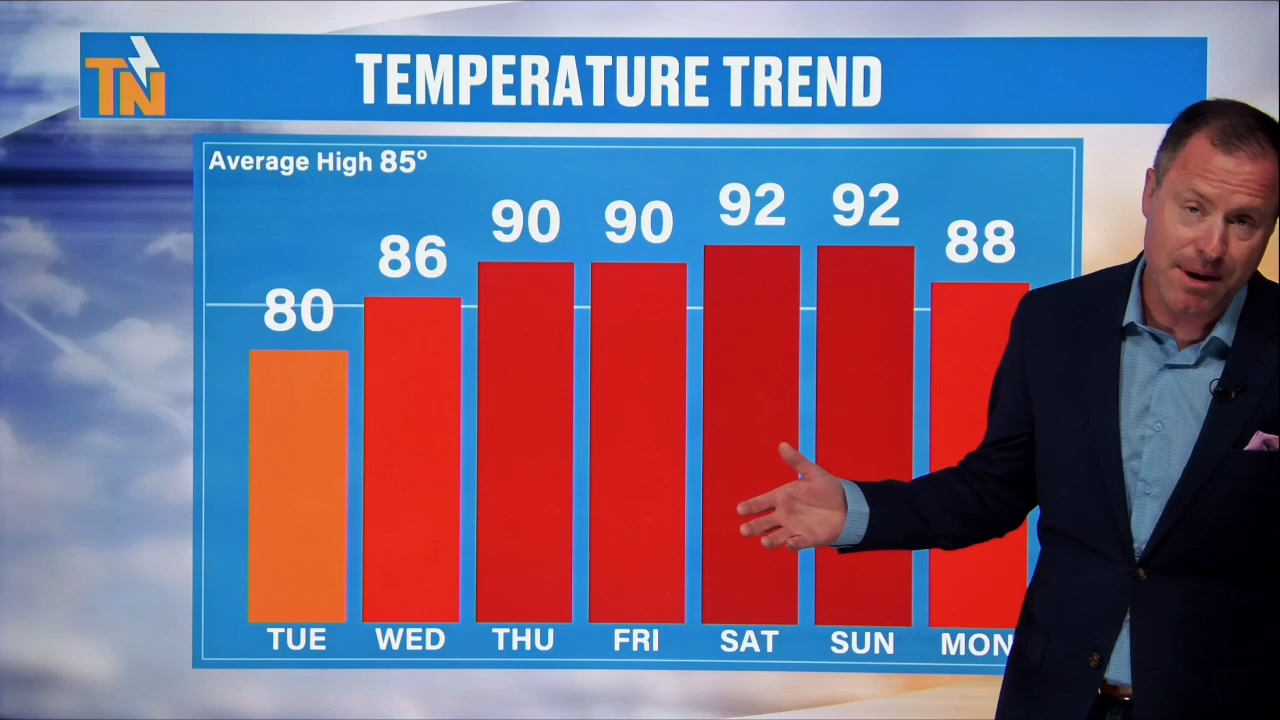 TN
TEMPERATURE TREND
Average High 85°
80 86 90 90 92 92 88
TUE WED THU FRI SAT SUN MON